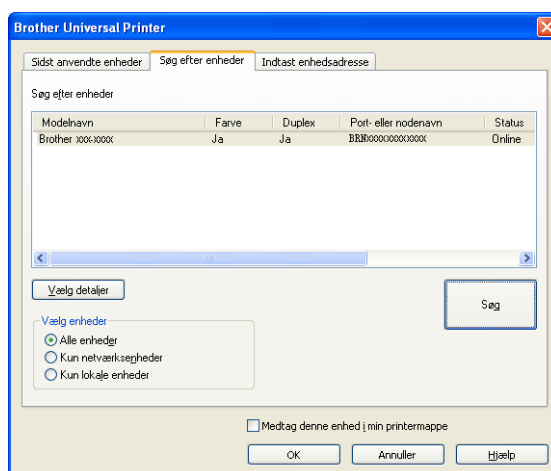 Brother Universal Printer
Sidst anvendte enheder Søg efter enheder Indtast enhedsadresse
Søg efter enheder
Modelnavn Farve Duplex Port- eller nodenavn Status
Brother xxx-xxxx Ja Ja BRNxxxxxxxxxxxx Online
Vælg detaljer
Søg
Vælg enheder
Alle enheder
Kun netværksenheder
Kun lokale enheder
Medtag denne enhed i min printermappe
OK Annuller Hjælp